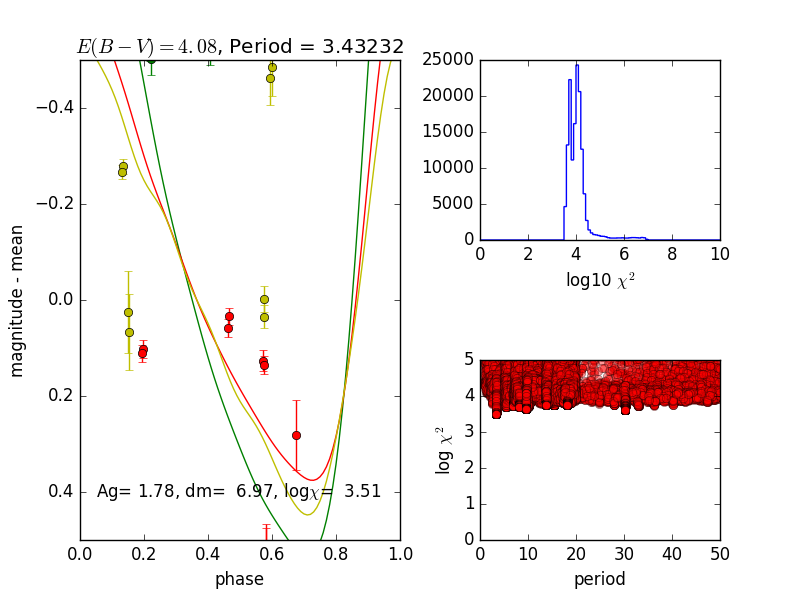 E(B−V)=4.08, Period = 3.43232
magnitude - mean
−0.4
−0.2
0.0
0.2
0.4
Ag= 1.78, dm=  6.97, logχ=  3.51
0.0 0.2 0.4 0.6 0.8 1.0
phase
25000
20000
15000
10000
5000
0
0 2 4 6 8 10
log10 χ²
log χ²
5
4
3
2
1
0
0 10 20 30 40 50
period